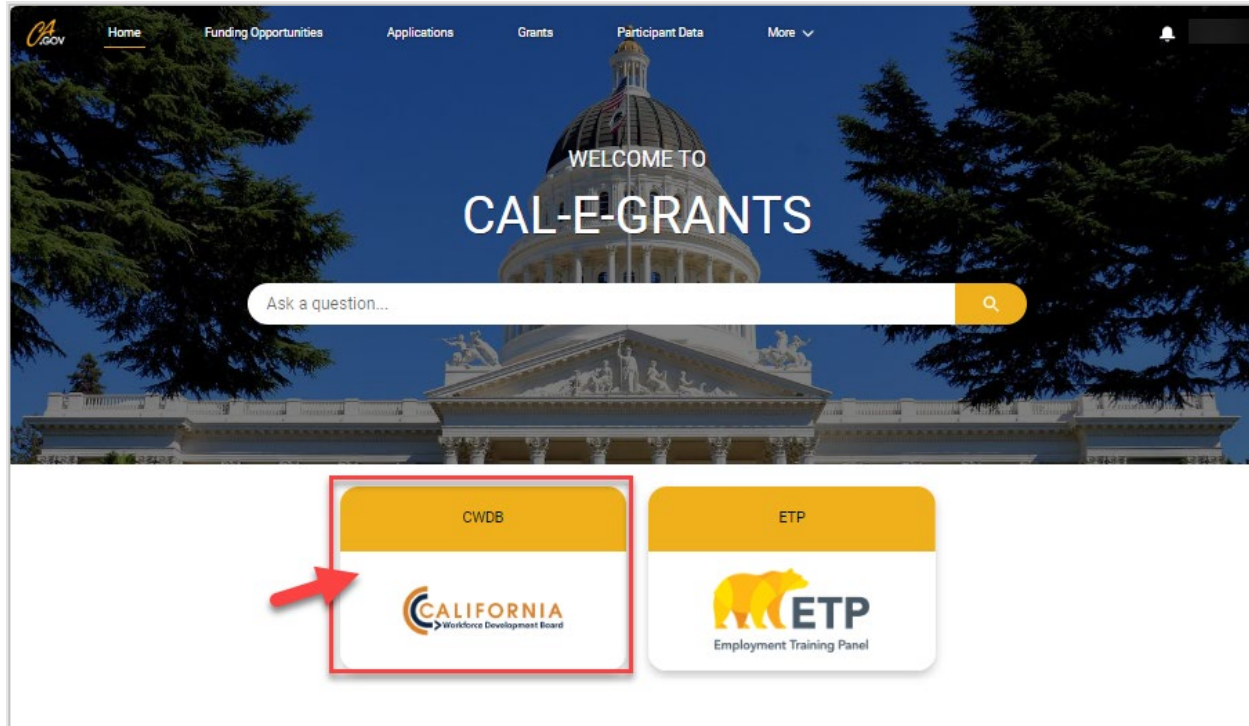 CA.GOV Home Funding Opportunities Applications Grants Participant Data More
WELCOME TO
CAL-E-GRANTS
Ask a question...
CWDB
ETP
CALIFORNIA
Workforce Development Board
ETP
Employment Training Panel